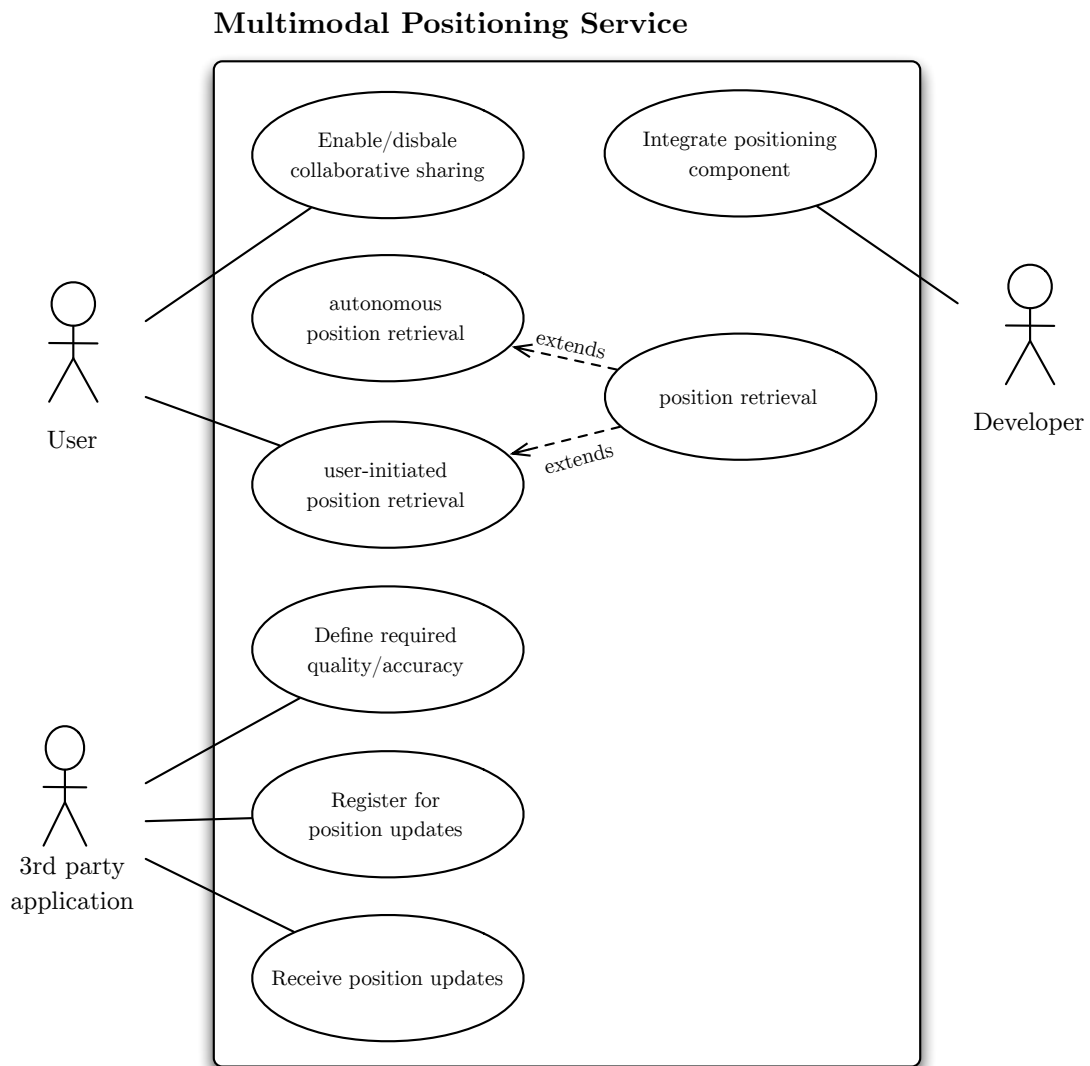 Multimodal Positioning Service
Enable/disbale
collaborative sharing
Integrate positioning
component
autonomous
position retrieval
extends
position retrieval
extends
user-initiated
position retrieval
User
Developer
Define required
quality/accuracy
Register for
position updates
3rd party
application
Receive position updates